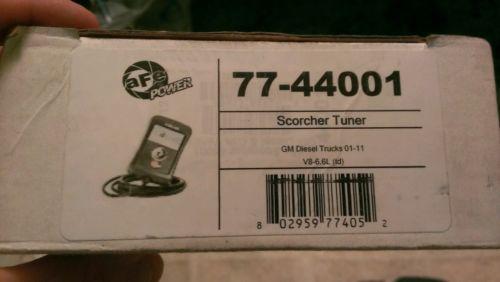 aFe
POWER
77-44001
Scorcher Tuner
GM Diesel Trucks 01-11
V8-6.6L (td)
8 02959 77405 2